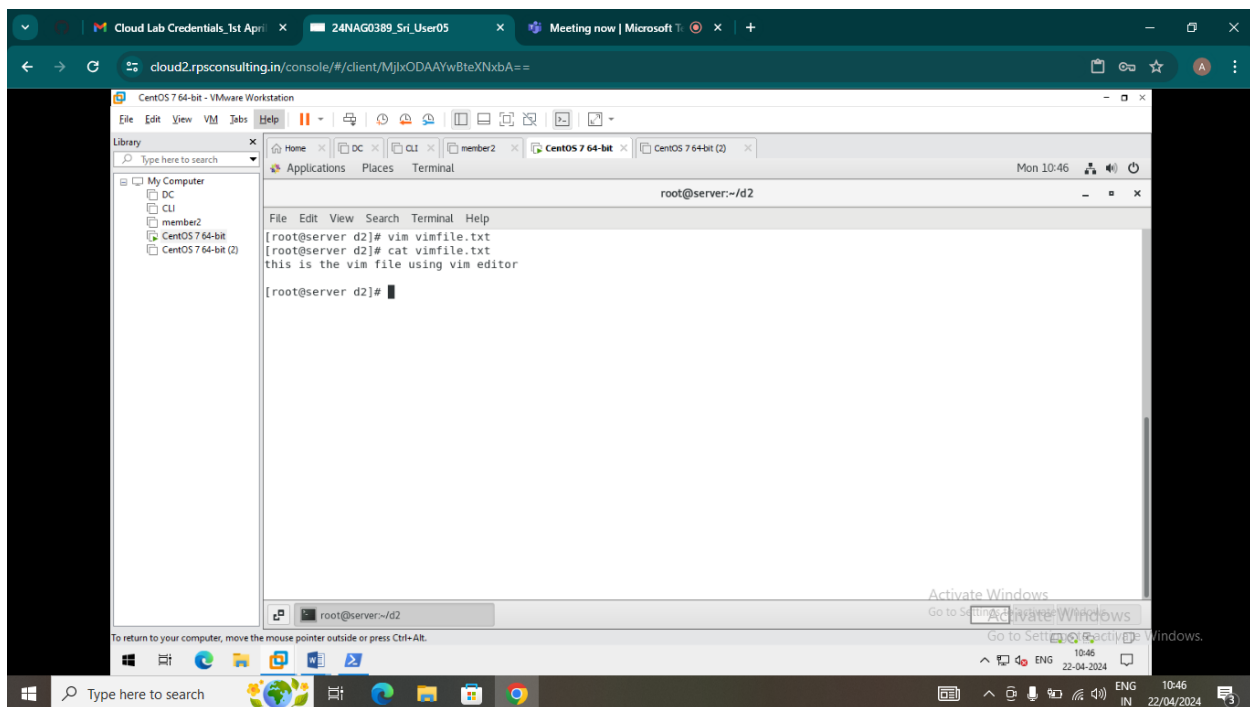 Cloud Lab Credentials_1st Apri
24NAG0389_Sri_User05
Meeting now | Microsoft Te
cloud2.rpsconsulting.in/console/#/client/MjIxODAAYwBteXNxbA==
A
CentOS 7 64-bit - VMware Workstation
File Edit View VM Tabs Help
Library
Type here to search
Home DC CLI member2 CentOS 7 64-bit CentOS 7 64-bit (2)
My Computer
DC
CLI
member2
CentOS 7 64-bit
CentOS 7 64-bit (2)
Applications Places Terminal
Mon 10:46
root@server:~/d2
File Edit View Search Terminal Help
[root@server d2]# vim vimfile.txt
[root@server d2]# cat vimfile.txt
this is the vim file using vim editor
[root@server d2]#
root@server:~/d2
Activate Windows
Go to Settings
Activate Windows
Go to Settings to activate Windows.
To return to your computer, move the mouse pointer outside or press Ctrl+Alt.
ENG
10:46
22-04-2024
Type here to search
ENG
IN
10:46
22/04/2024
3